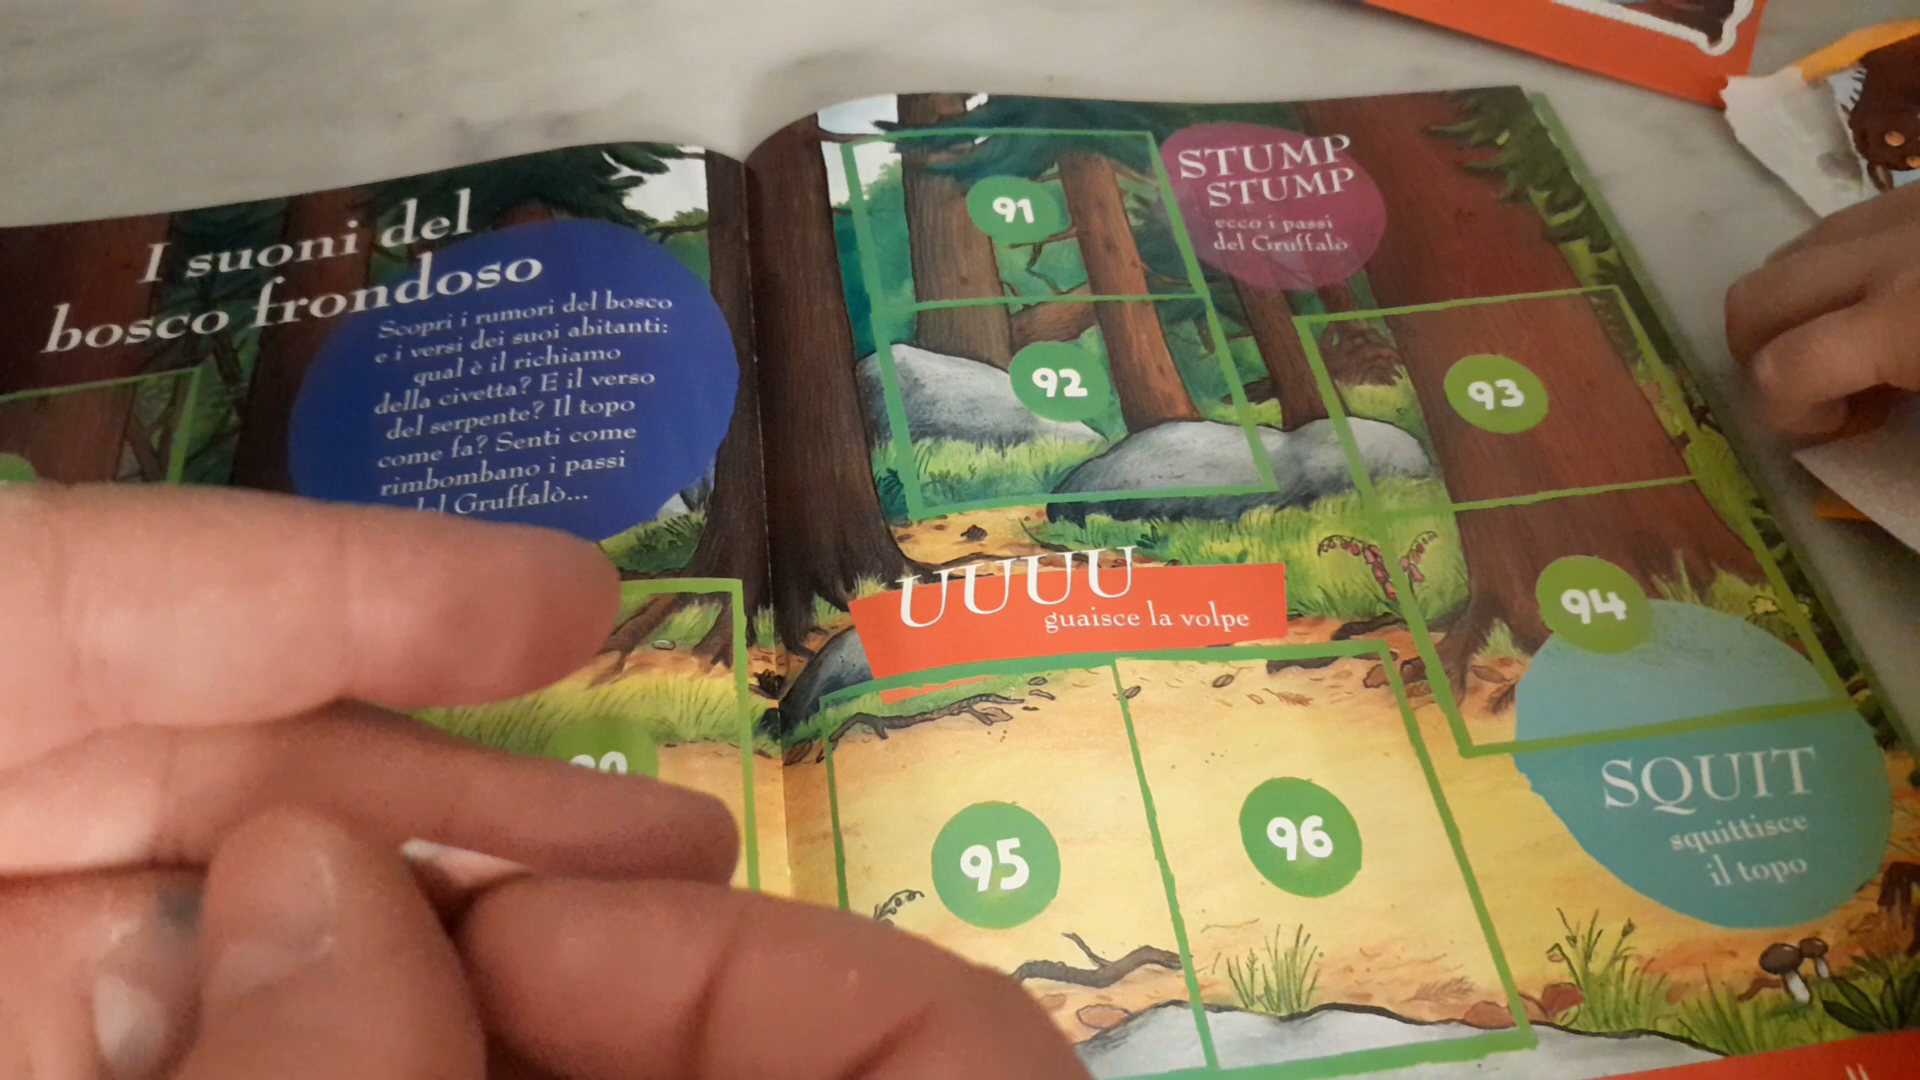 I suoni del
bosco frondoso
Scopri i rumori del bosco
e i versi dei suoi abitanti:
qual è il richiamo
della civetta? E il verso
del serpente? Il topo
come fa? Senti come
rimbombano i passi
del Gruffalò...
91
STUMP
STUMP
ecco i passi
del Gruffalò
92
93
94
UUUU
guaisce la volpe
95
96
SQUIT
squittisce
il topo